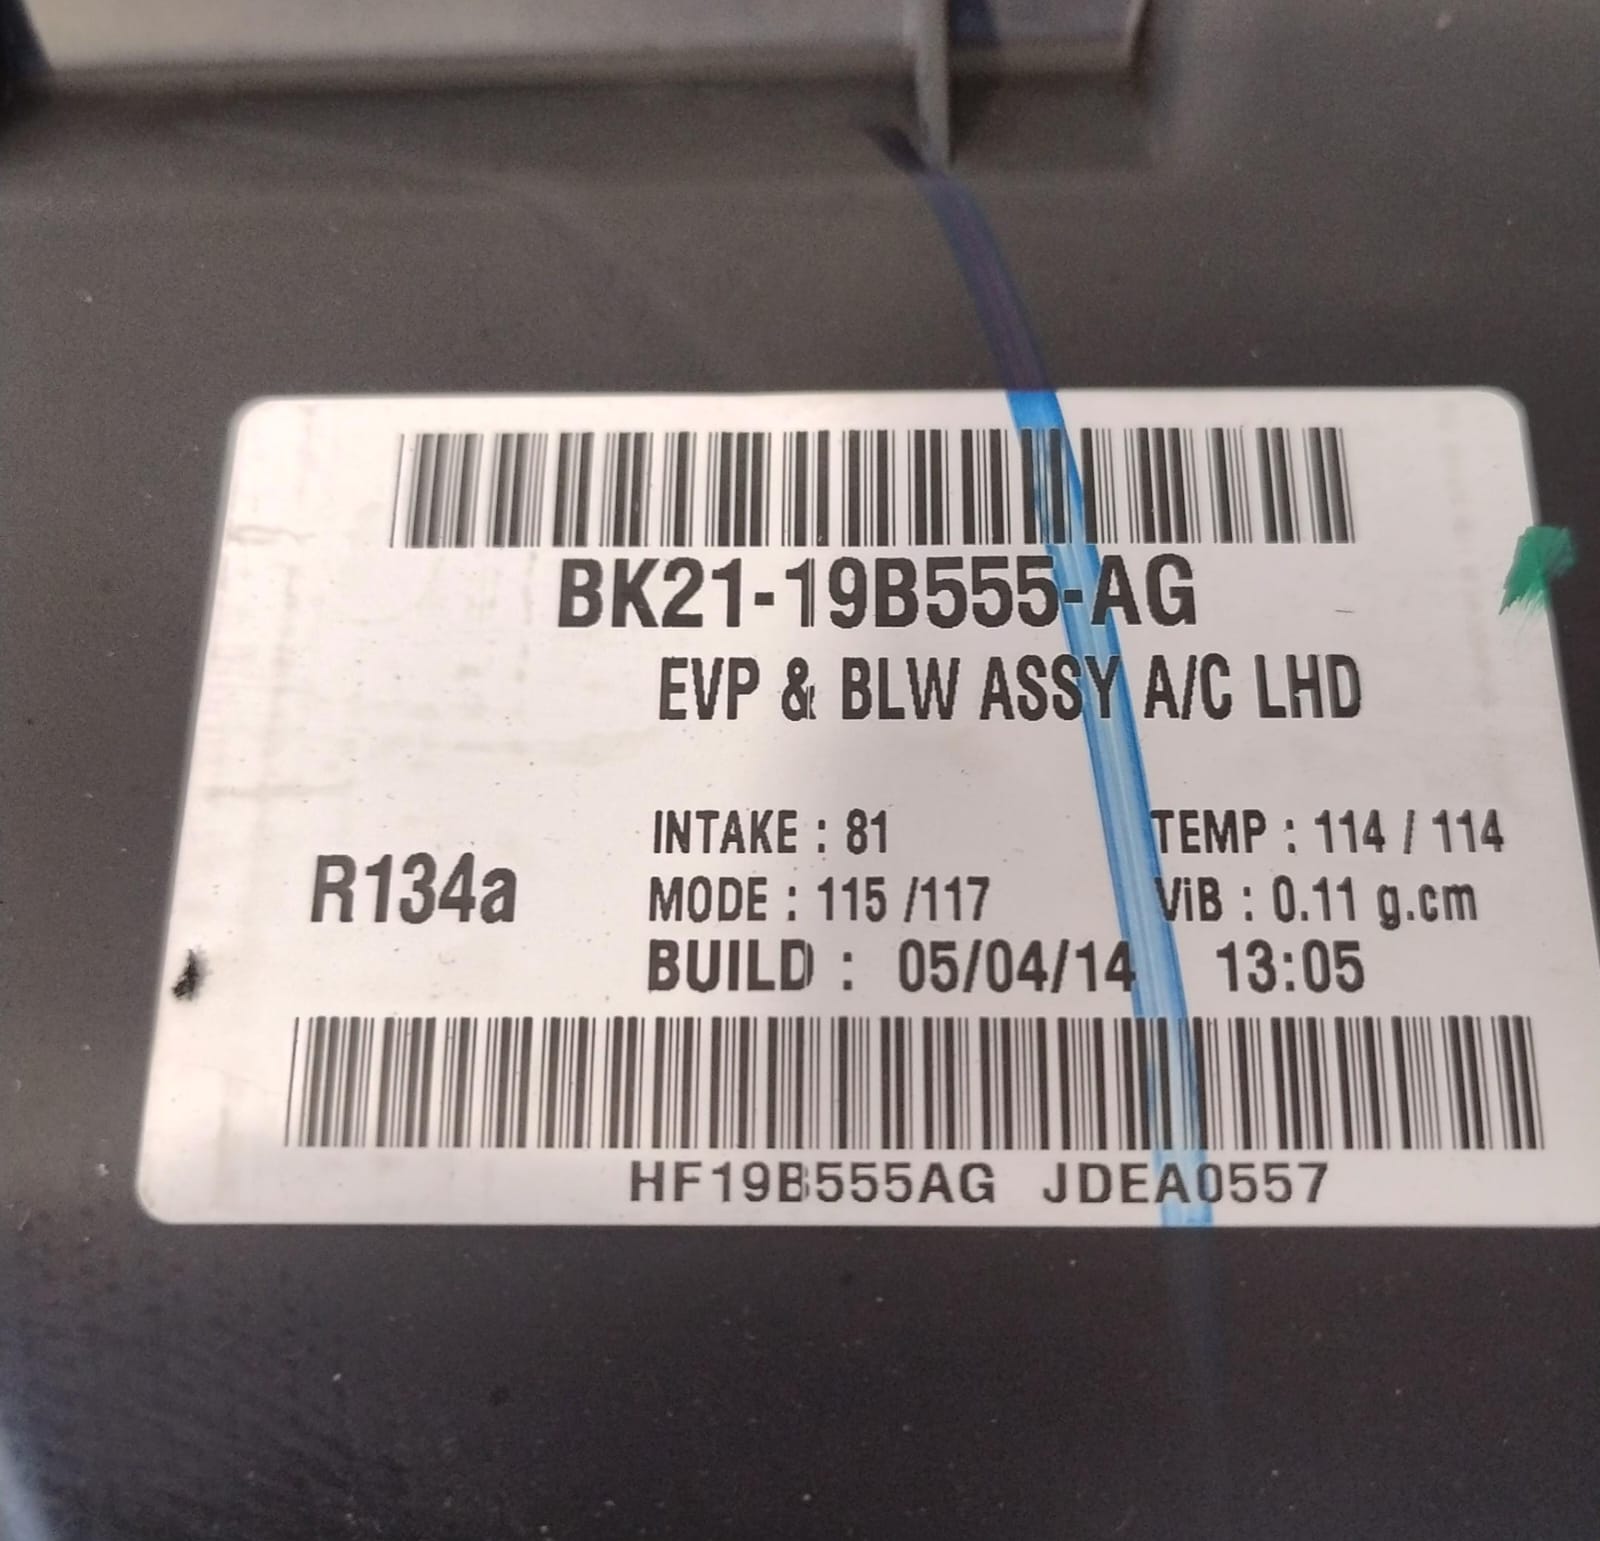 BK21-19B555-AG
EVP & BLW ASSY A/C LHD
INTAKE : 81 TEMP : 114 / 114
R134a
MODE : 115 /117 ViB : 0.11 g.cm
BUILD : 05/04/14 13:05
HF19B555AG JDEA0557